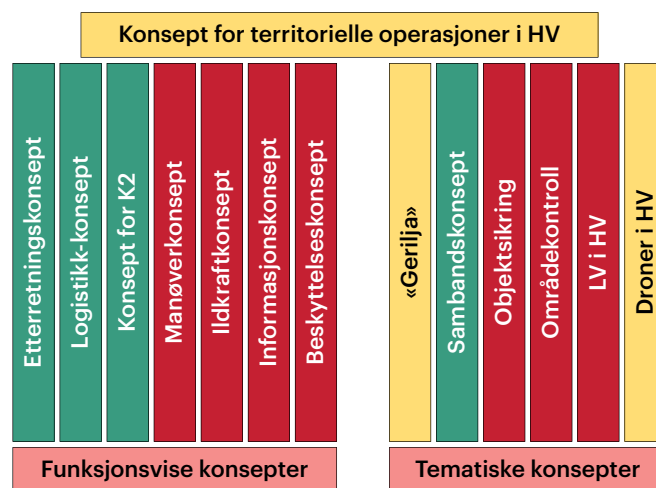 Konsept for territorielle operasjoner i HV
Etterretningskonsept
Logistikk-konsept
Konsept for K2
Manøverkonsept
Ildkraftkonsept
Informasjonskonsept
Beskyttelseskonsept
«Gerilja»
Sambandskonsept
Objektsikring
Områdekontroll
LV i HV
Droner i HV
Funksjonsvise konsepter
Tematiske konsepter